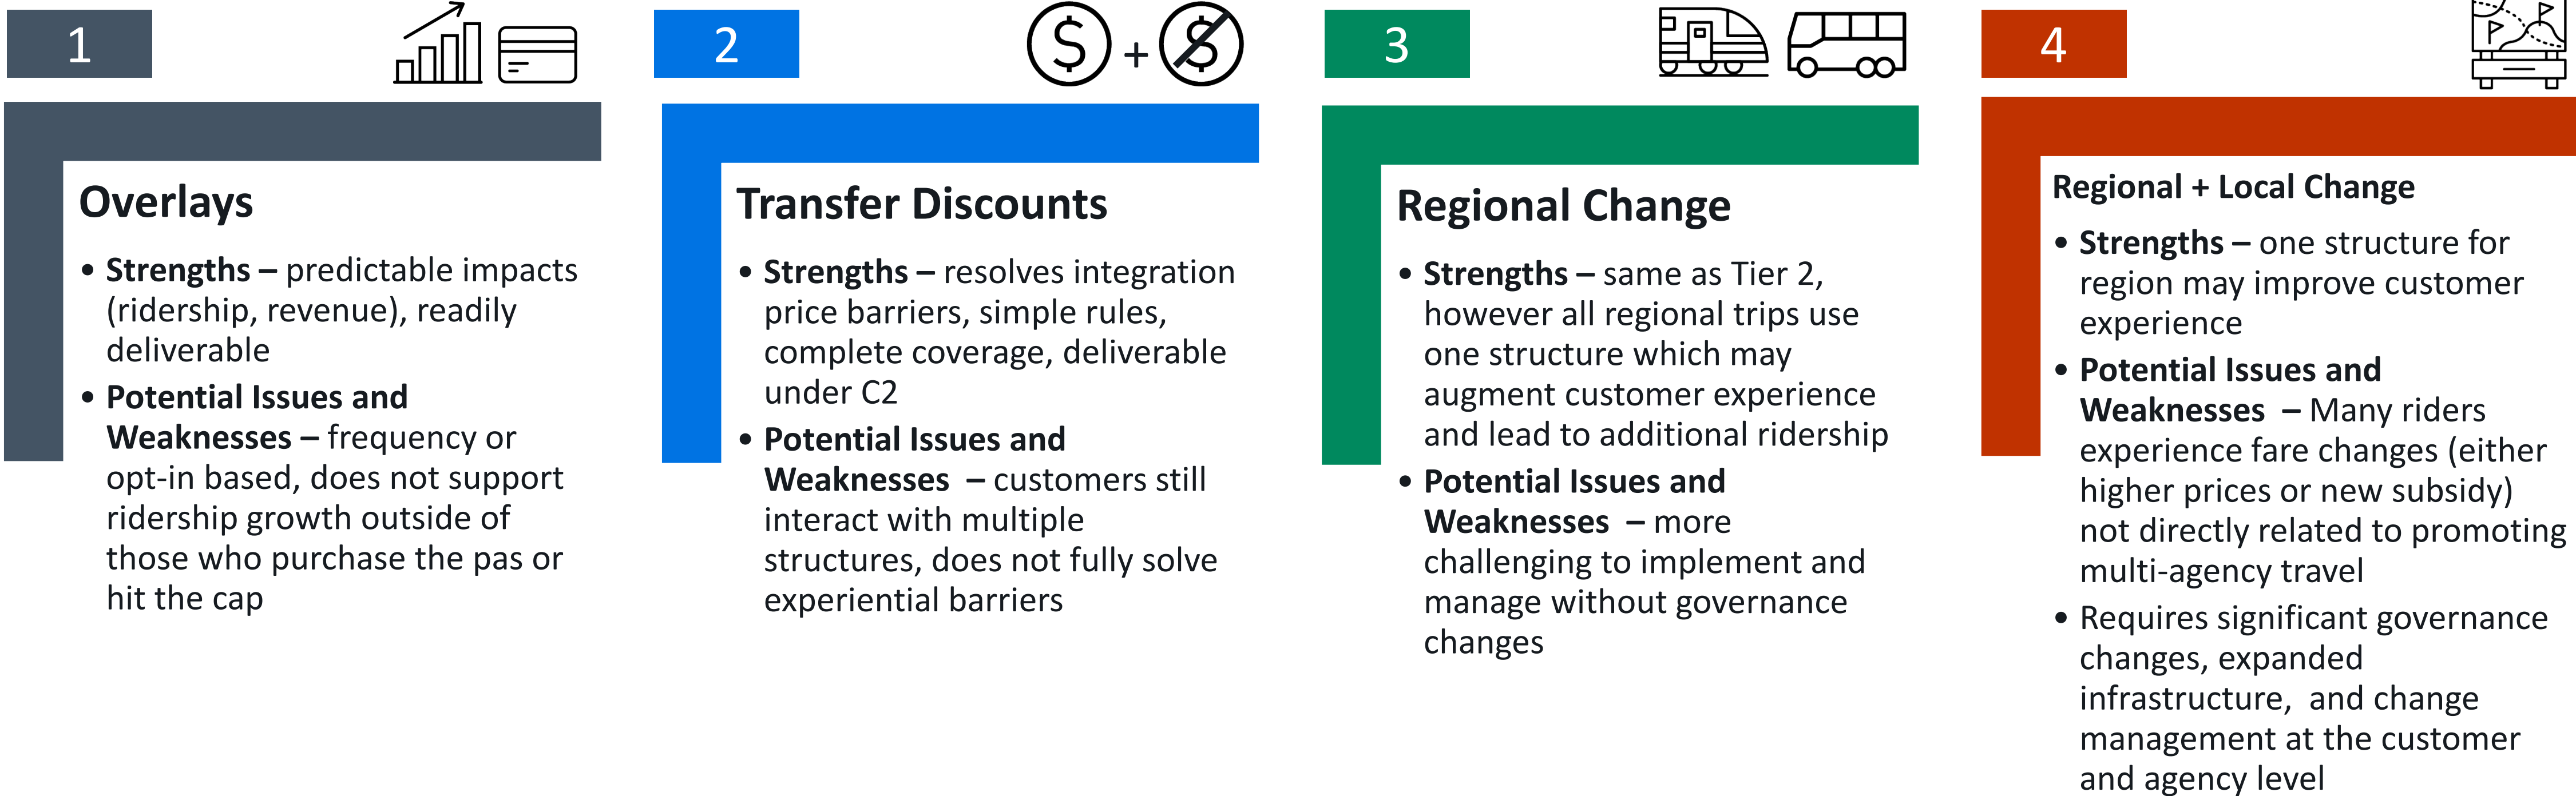 1
Overlays
• Strengths – predictable impacts
(ridership, revenue), readily
deliverable
• Potential Issues and
Weaknesses – frequency or
opt-in based, does not support
ridership growth outside of
those who purchase the pas or
hit the cap
2
+
Transfer Discounts
• Strengths – resolves integration
price barriers, simple rules,
complete coverage, deliverable
under C2
• Potential Issues and
Weaknesses – customers still
interact with multiple
structures, does not fully solve
experiential barriers
3
Regional Change
• Strengths – same as Tier 2,
however all regional trips use
one structure which may
augment customer experience
and lead to additional ridership
• Potential Issues and
Weaknesses – more
challenging to implement and
manage without governance
changes
4
Regional + Local Change
• Strengths – one structure for
region may improve customer
experience
• Potential Issues and
Weaknesses – Many riders
experience fare changes (either
higher prices or new subsidy)
not directly related to promoting
multi-agency travel
• Requires significant governance
changes, expanded
infrastructure, and change
management at the customer
and agency level